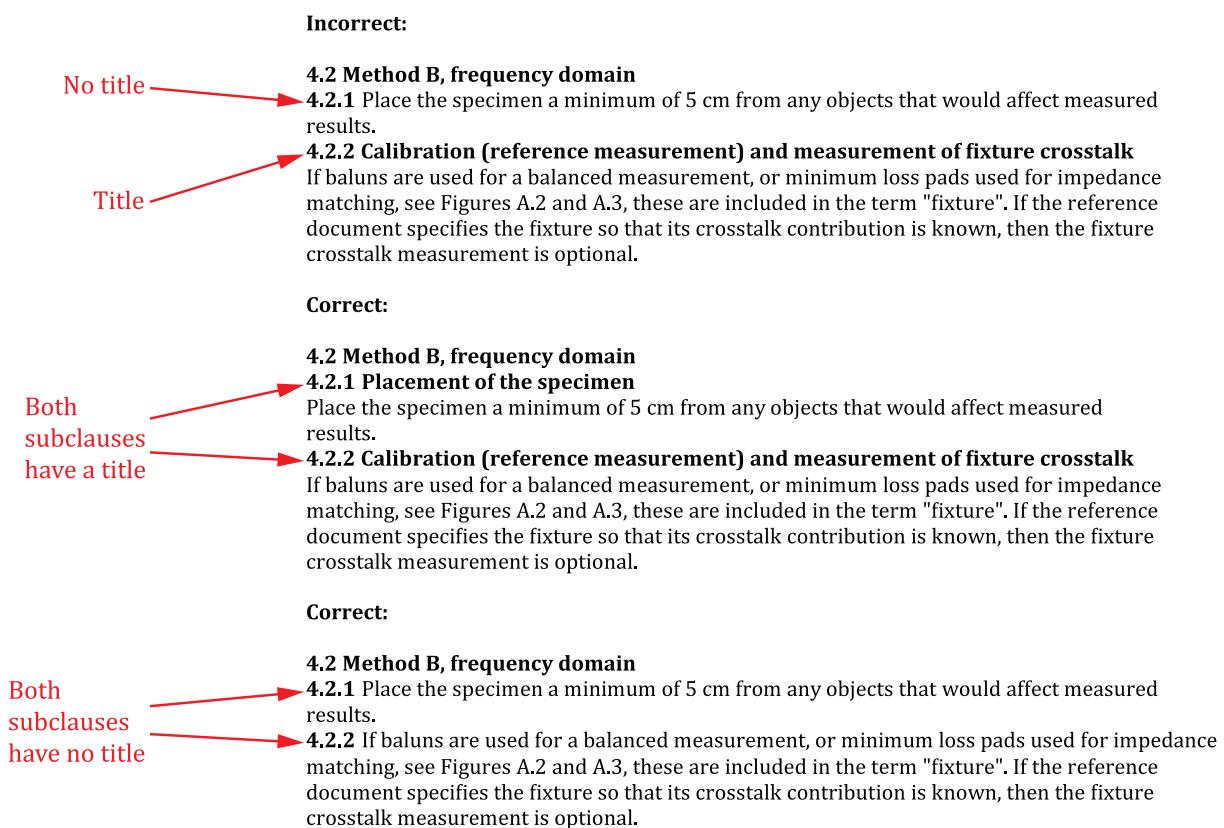 Incorrect:
4.2 Method B, frequency domain
No title
4.2.1 Place the specimen a minimum of 5 cm from any objects that would affect measured
results.
4.2.2 Calibration (reference measurement) and measurement of fixture crosstalk
Title
If baluns are used for a balanced measurement, or minimum loss pads used for impedance
matching, see Figures A.2 and A.3, these are included in the term "fixture". If the reference
document specifies the fixture so that its crosstalk contribution is known, then the fixture
crosstalk measurement is optional.
Correct:
4.2 Method B, frequency domain
4.2.1 Placement of the specimen
Both
subclauses
have a title
Place the specimen a minimum of 5 cm from any objects that would affect measured
results.
4.2.2 Calibration (reference measurement) and measurement of fixture crosstalk
If baluns are used for a balanced measurement, or minimum loss pads used for impedance
matching, see Figures A.2 and A.3, these are included in the term "fixture". If the reference
document specifies the fixture so that its crosstalk contribution is known, then the fixture
crosstalk measurement is optional.
Correct:
4.2 Method B, frequency domain
Both
subclauses
have no title
4.2.1 Place the specimen a minimum of 5 cm from any objects that would affect measured
results.
4.2.2 If baluns are used for a balanced measurement, or minimum loss pads used for impedance
matching, see Figures A.2 and A.3, these are included in the term "fixture". If the reference
document specifies the fixture so that its crosstalk contribution is known, then the fixture
crosstalk measurement is optional.